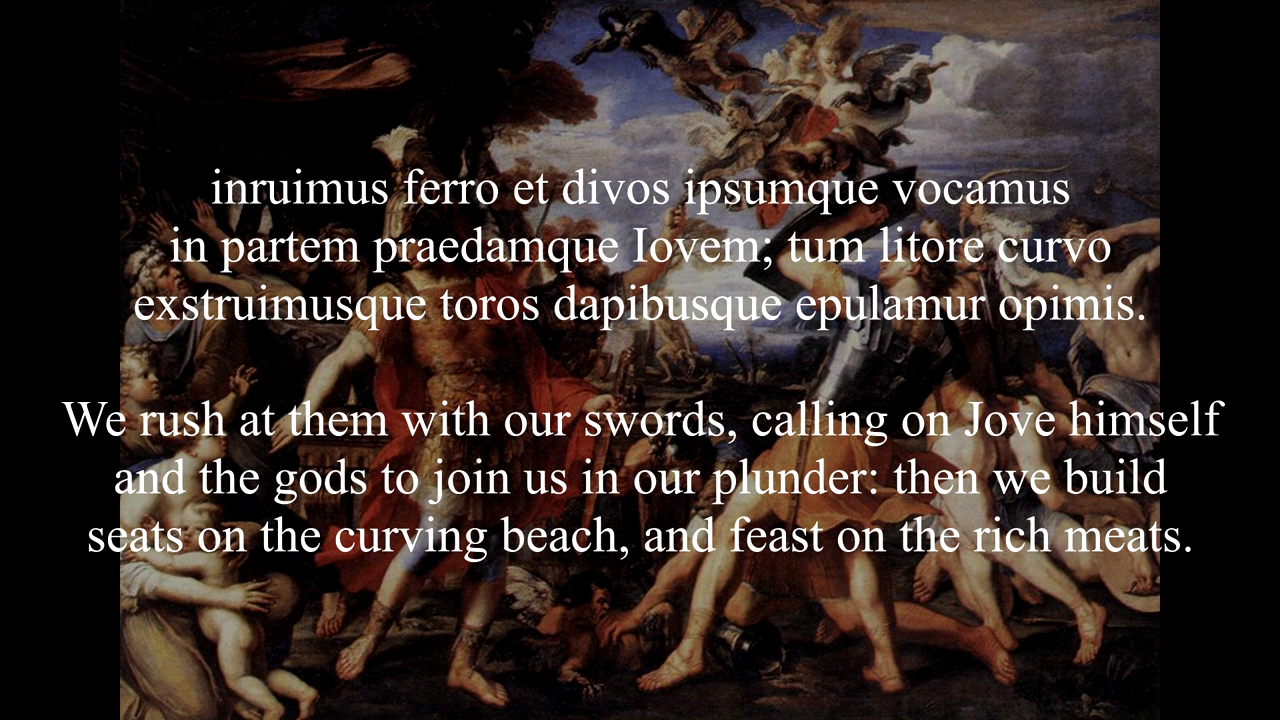 inruimus ferro et divos ipsumque vocamus
in partem praedamque Iovem; tum litore curvo
exstruimusque toros dapibusque epulamur opimis.
We rush at them with our swords, calling on Jove himself
and the gods to join us in our plunder: then we build
seats on the curving beach, and feast on the rich meats.